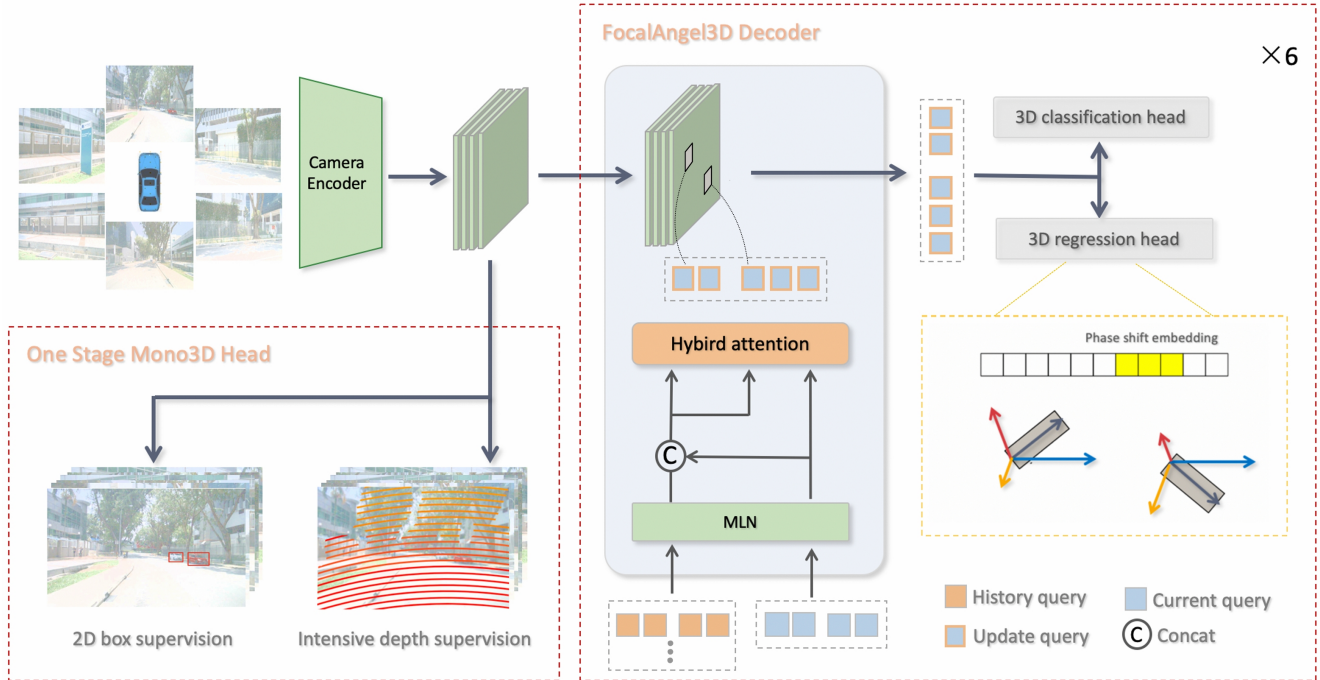 FocalAngel3D Decoder
×6
Camera
Encoder
3D classification head
3D regression head
Phase shift embedding
One Stage Mono3D Head
Hybird attention
C
MLN
2D box supervision
Intensive depth supervision
History query
Current query
Update query
C Concat